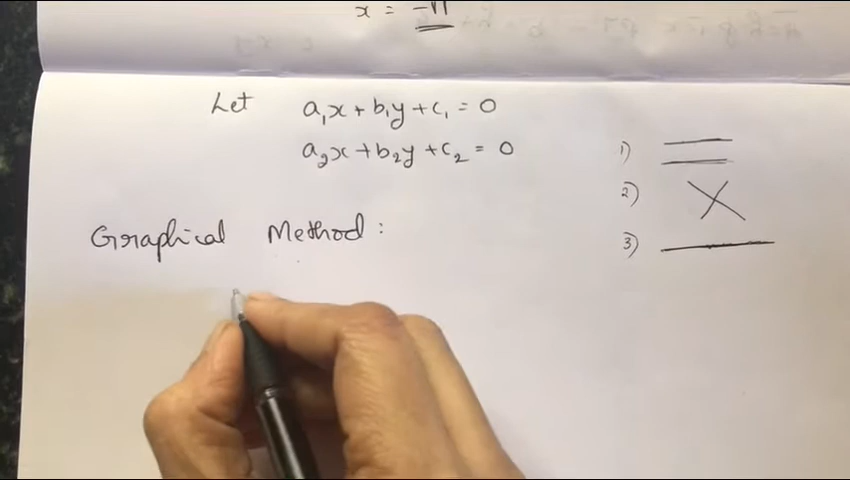 x = -11
Let a₁x + b₁y + c₁ = 0
a₂x + b₂y + c₂ = 0
1)
2)
Graphical Method:
3)